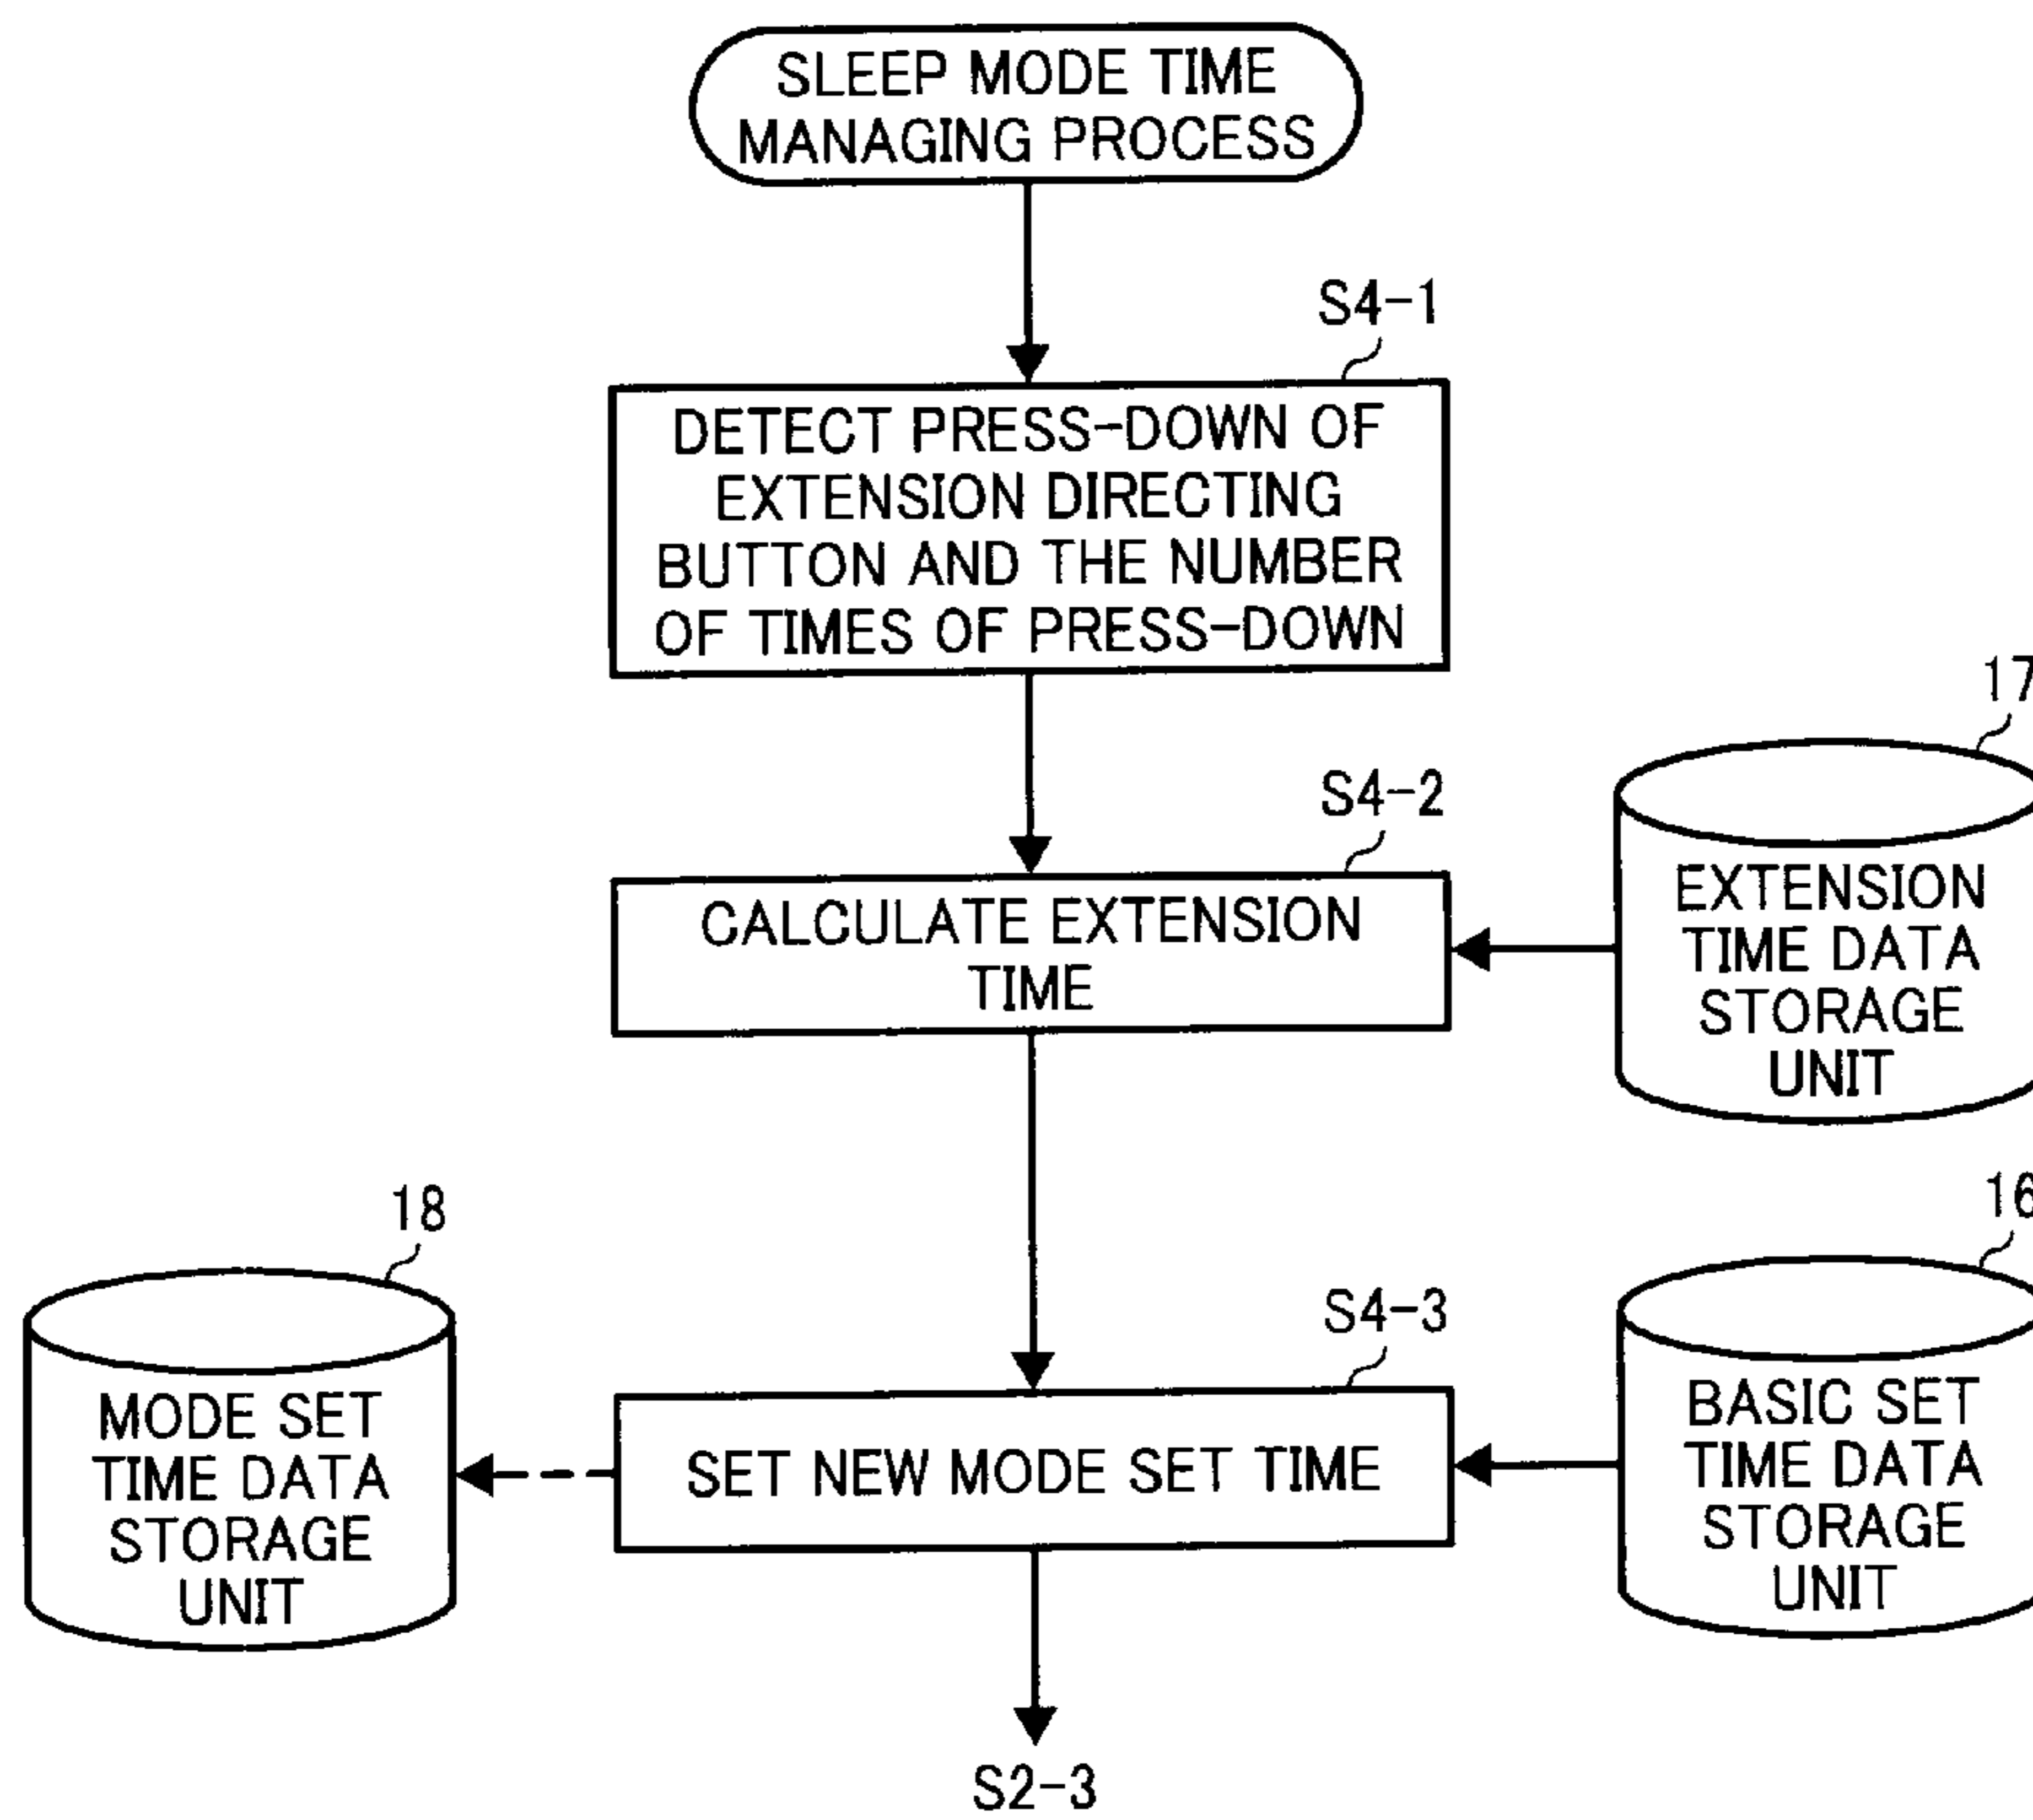 SLEEP MODE TIME
MANAGING PROCESS
S4-1
DETECT PRESS-DOWN OF
EXTENSION DIRECTING
BUTTON AND THE NUMBER
OF TIMES OF PRESS-DOWN
17
S4-2
CALCULATE EXTENSION
TIME
EXTENSION
TIME DATA
STORAGE
UNIT
18
MODE SET
TIME DATA
STORAGE
UNIT
S4-3
SET NEW MODE SET TIME
16
BASIC SET
TIME DATA
STORAGE
UNIT
S2-3